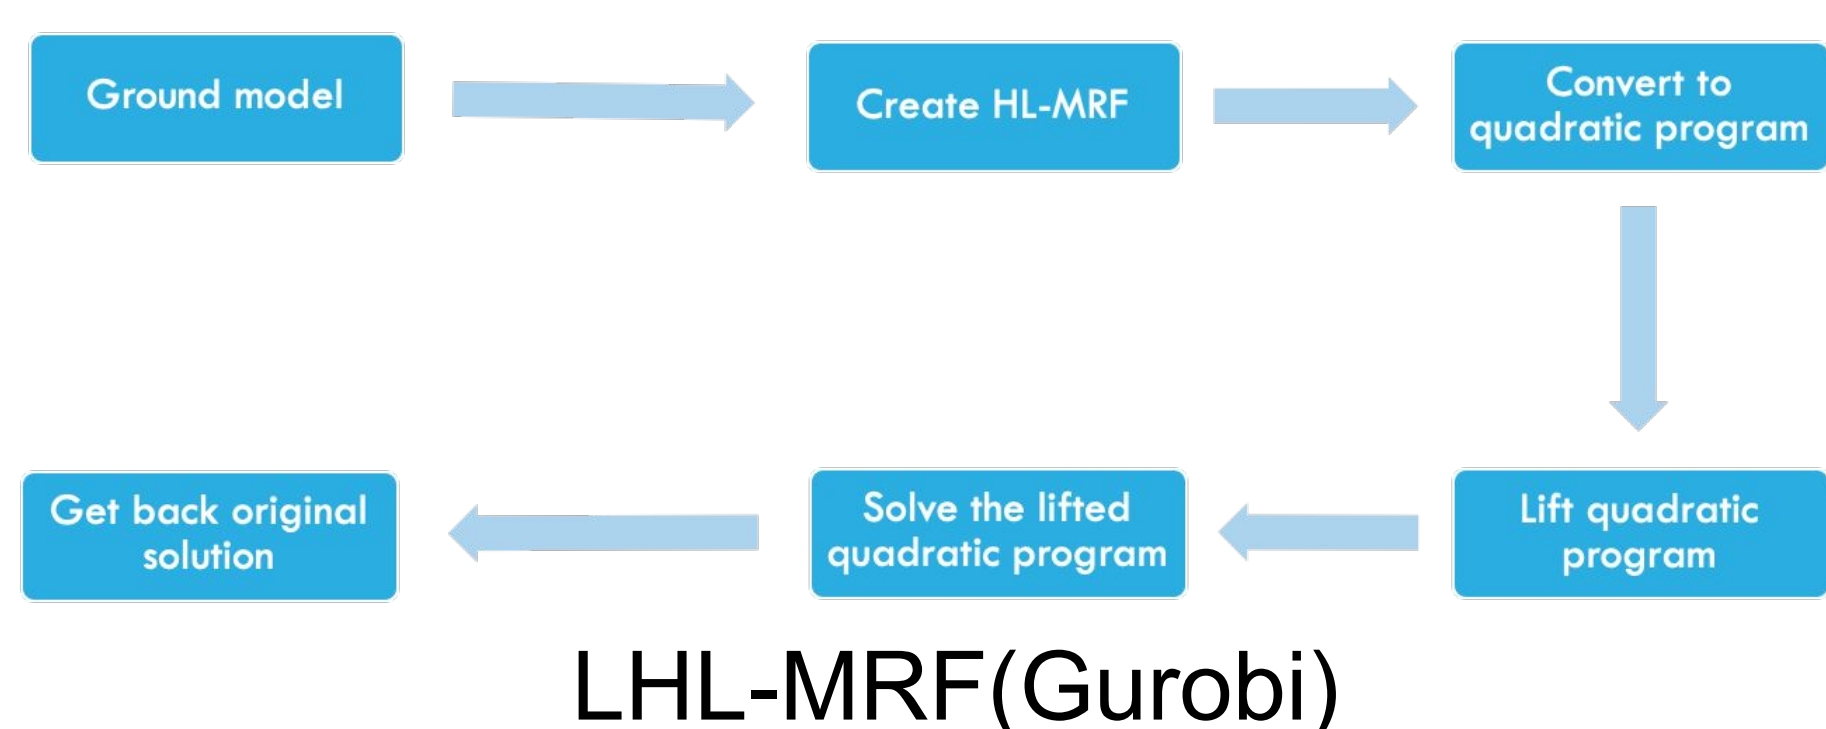 Ground model
Create HL-MRF
Convert to
quadratic program
Get back original
solution
Solve the lifted
quadratic program
Lift quadratic
program
LHL-MRF(Gurobi)